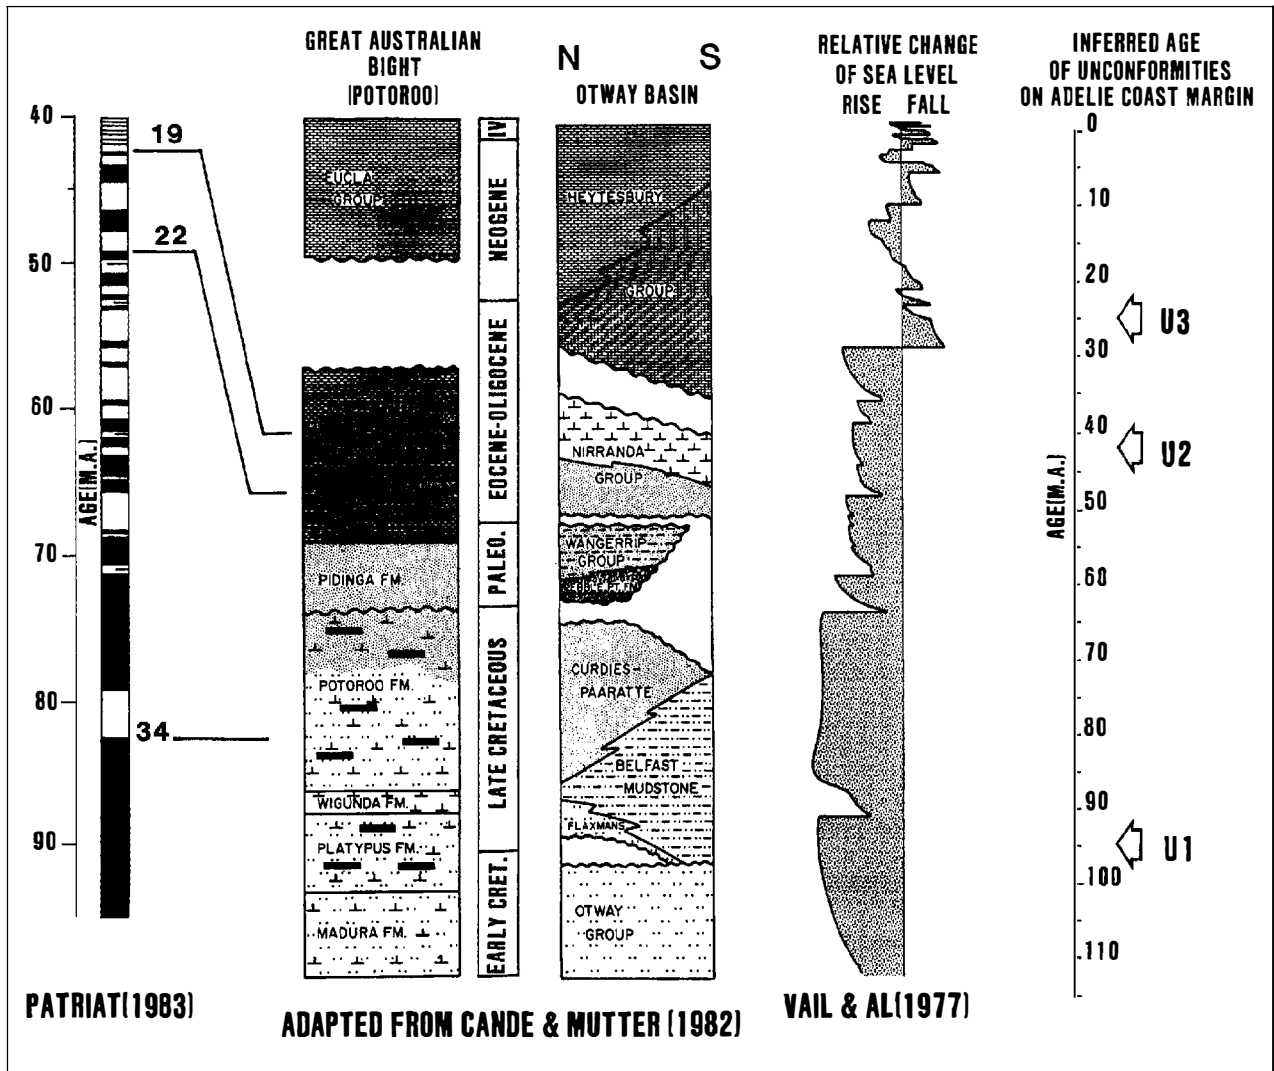 GREAT AUSTRALIAN
BIGHT
(POTOROO)
N S
OTWAY BASIN
RELATIVE CHANGE
OF SEA LEVEL
RISE FALL
INFERRED AGE
OF UNCONFORMITIES
ON ADELIE COAST MARGIN
40
50
60
70
80
90
AGE(M.A.)
19
22
34
EUCLA
GROUP
PIDINGA FM.
POTOROO FM.
WIGUNDA FM.
PLATYPUS FM.
MADURA FM.
IV
NEOGENE
EOCENE-OLIGOCENE
PALEO.
LATE CRETACEOUS
EARLY CRET.
HEYTESBURY
GROUP
NIRRANDA
GROUP
WANGERRIP
GROUP
CURDIES-
PAARATTE
BELFAST
MUDSTONE
FLAXMANS
OTWAY
GROUP
0
10
20
30
40
50
60
70
80
90
100
110
AGE(M.A.)
U3
U2
U1
PATRIAT(1983)
ADAPTED FROM CANDE & MUTTER (1982)
VAIL & AL(1977)